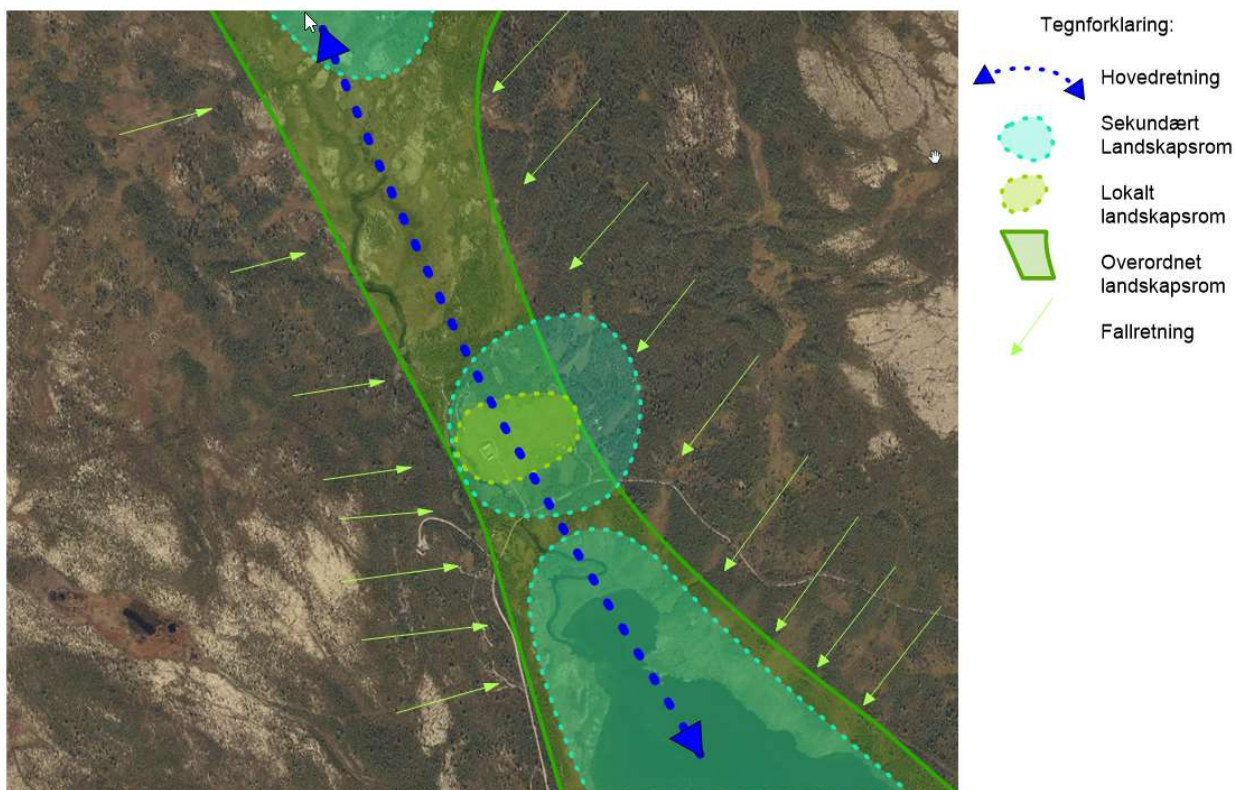 Tegnforklaring:
Hovedretning
Sekundært
Landskapsrom
Lokalt
landskapsrom
Overordnet
landskapsrom
Fallretning